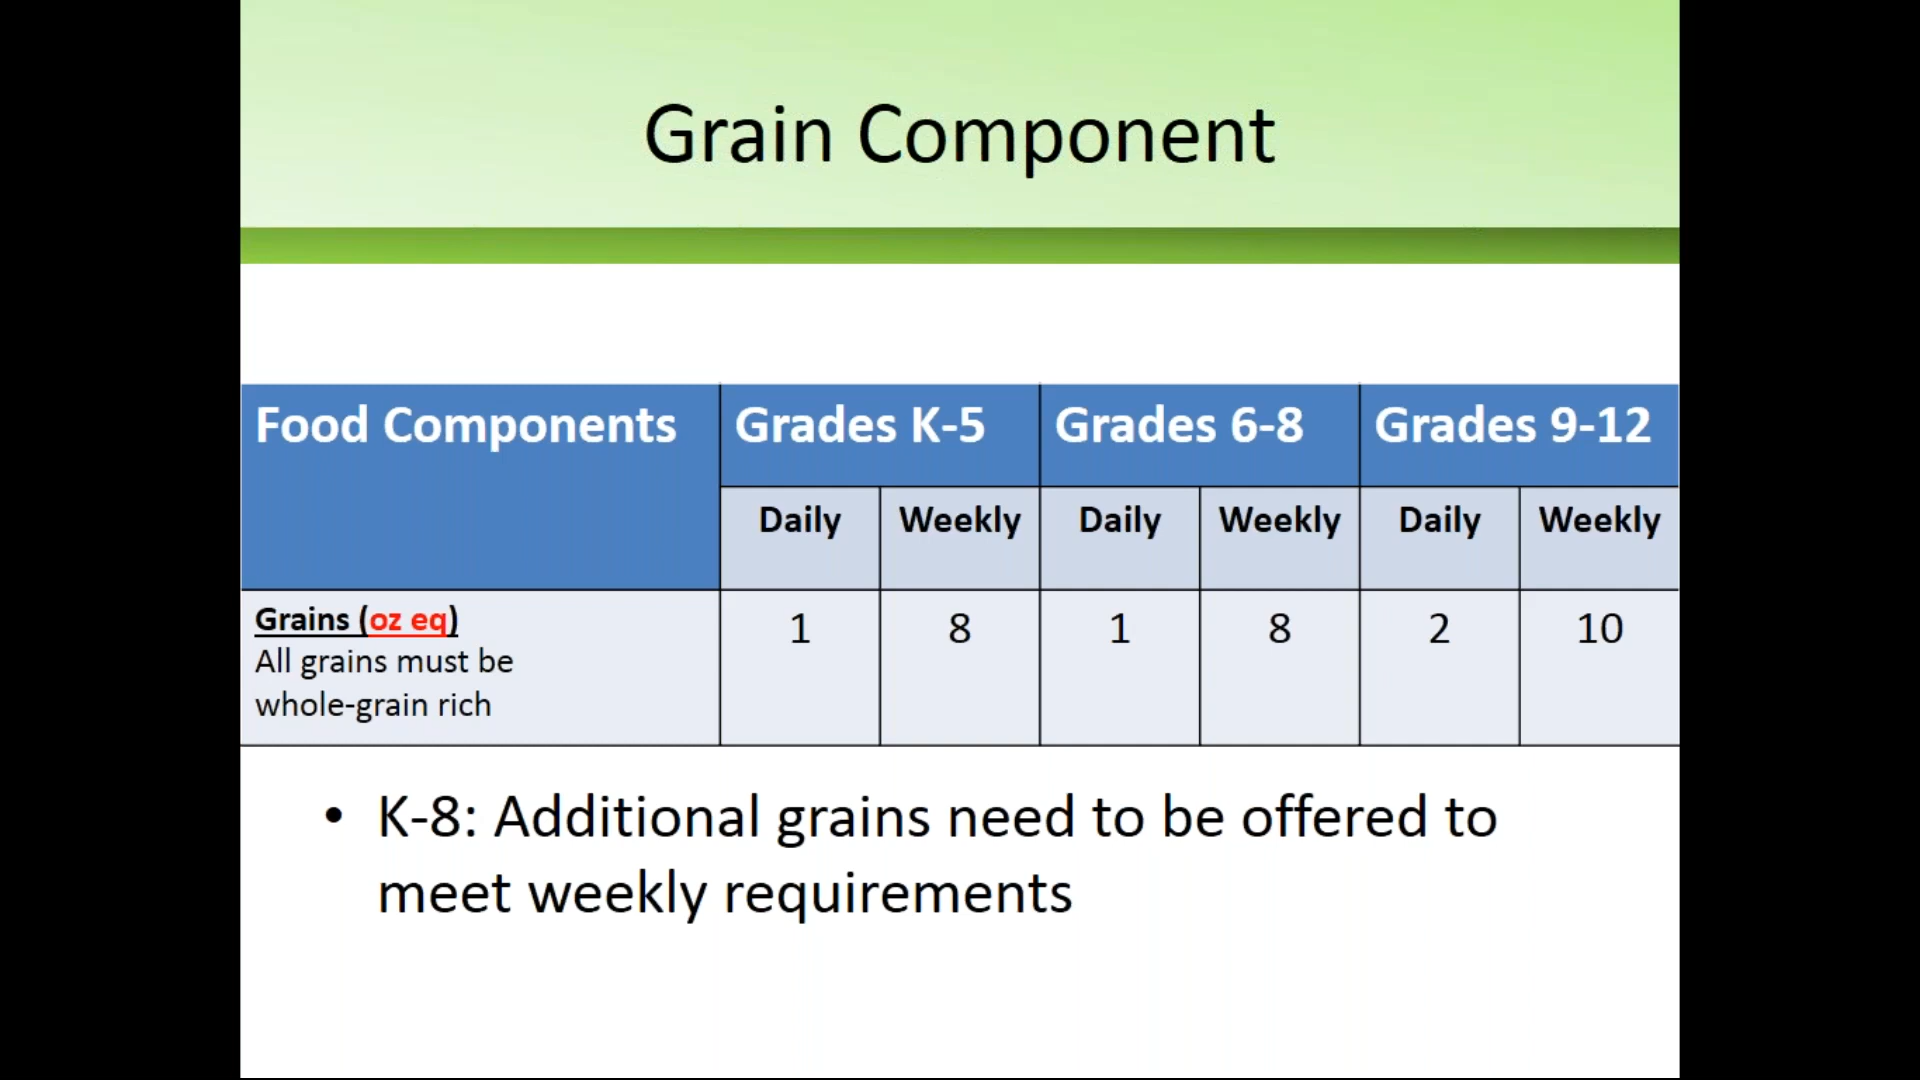 Grain Component
Food Components Grades K-5 Grades 6-8 Grades 9-12
Daily Weekly Daily Weekly Daily Weekly
Grains (oz eq) 1 8 1 8 2 10
All grains must be
whole-grain rich
• K-8: Additional grains need to be offered to
meet weekly requirements